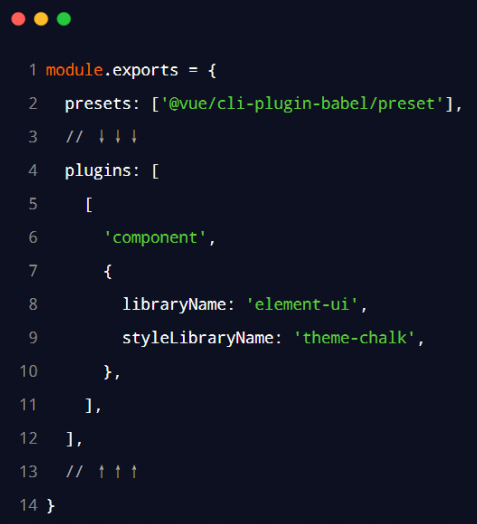 1 module.exports = {
2   presets: ['@vue/cli-plugin-babel/preset'],
3   // ↓↓↓
4   plugins: [
5     [
6       'component',
7       {
8         libraryName: 'element-ui',
9         styleLibraryName: 'theme-chalk',
10       },
11     ],
12   ],
13   // ↑↑↑
14 }